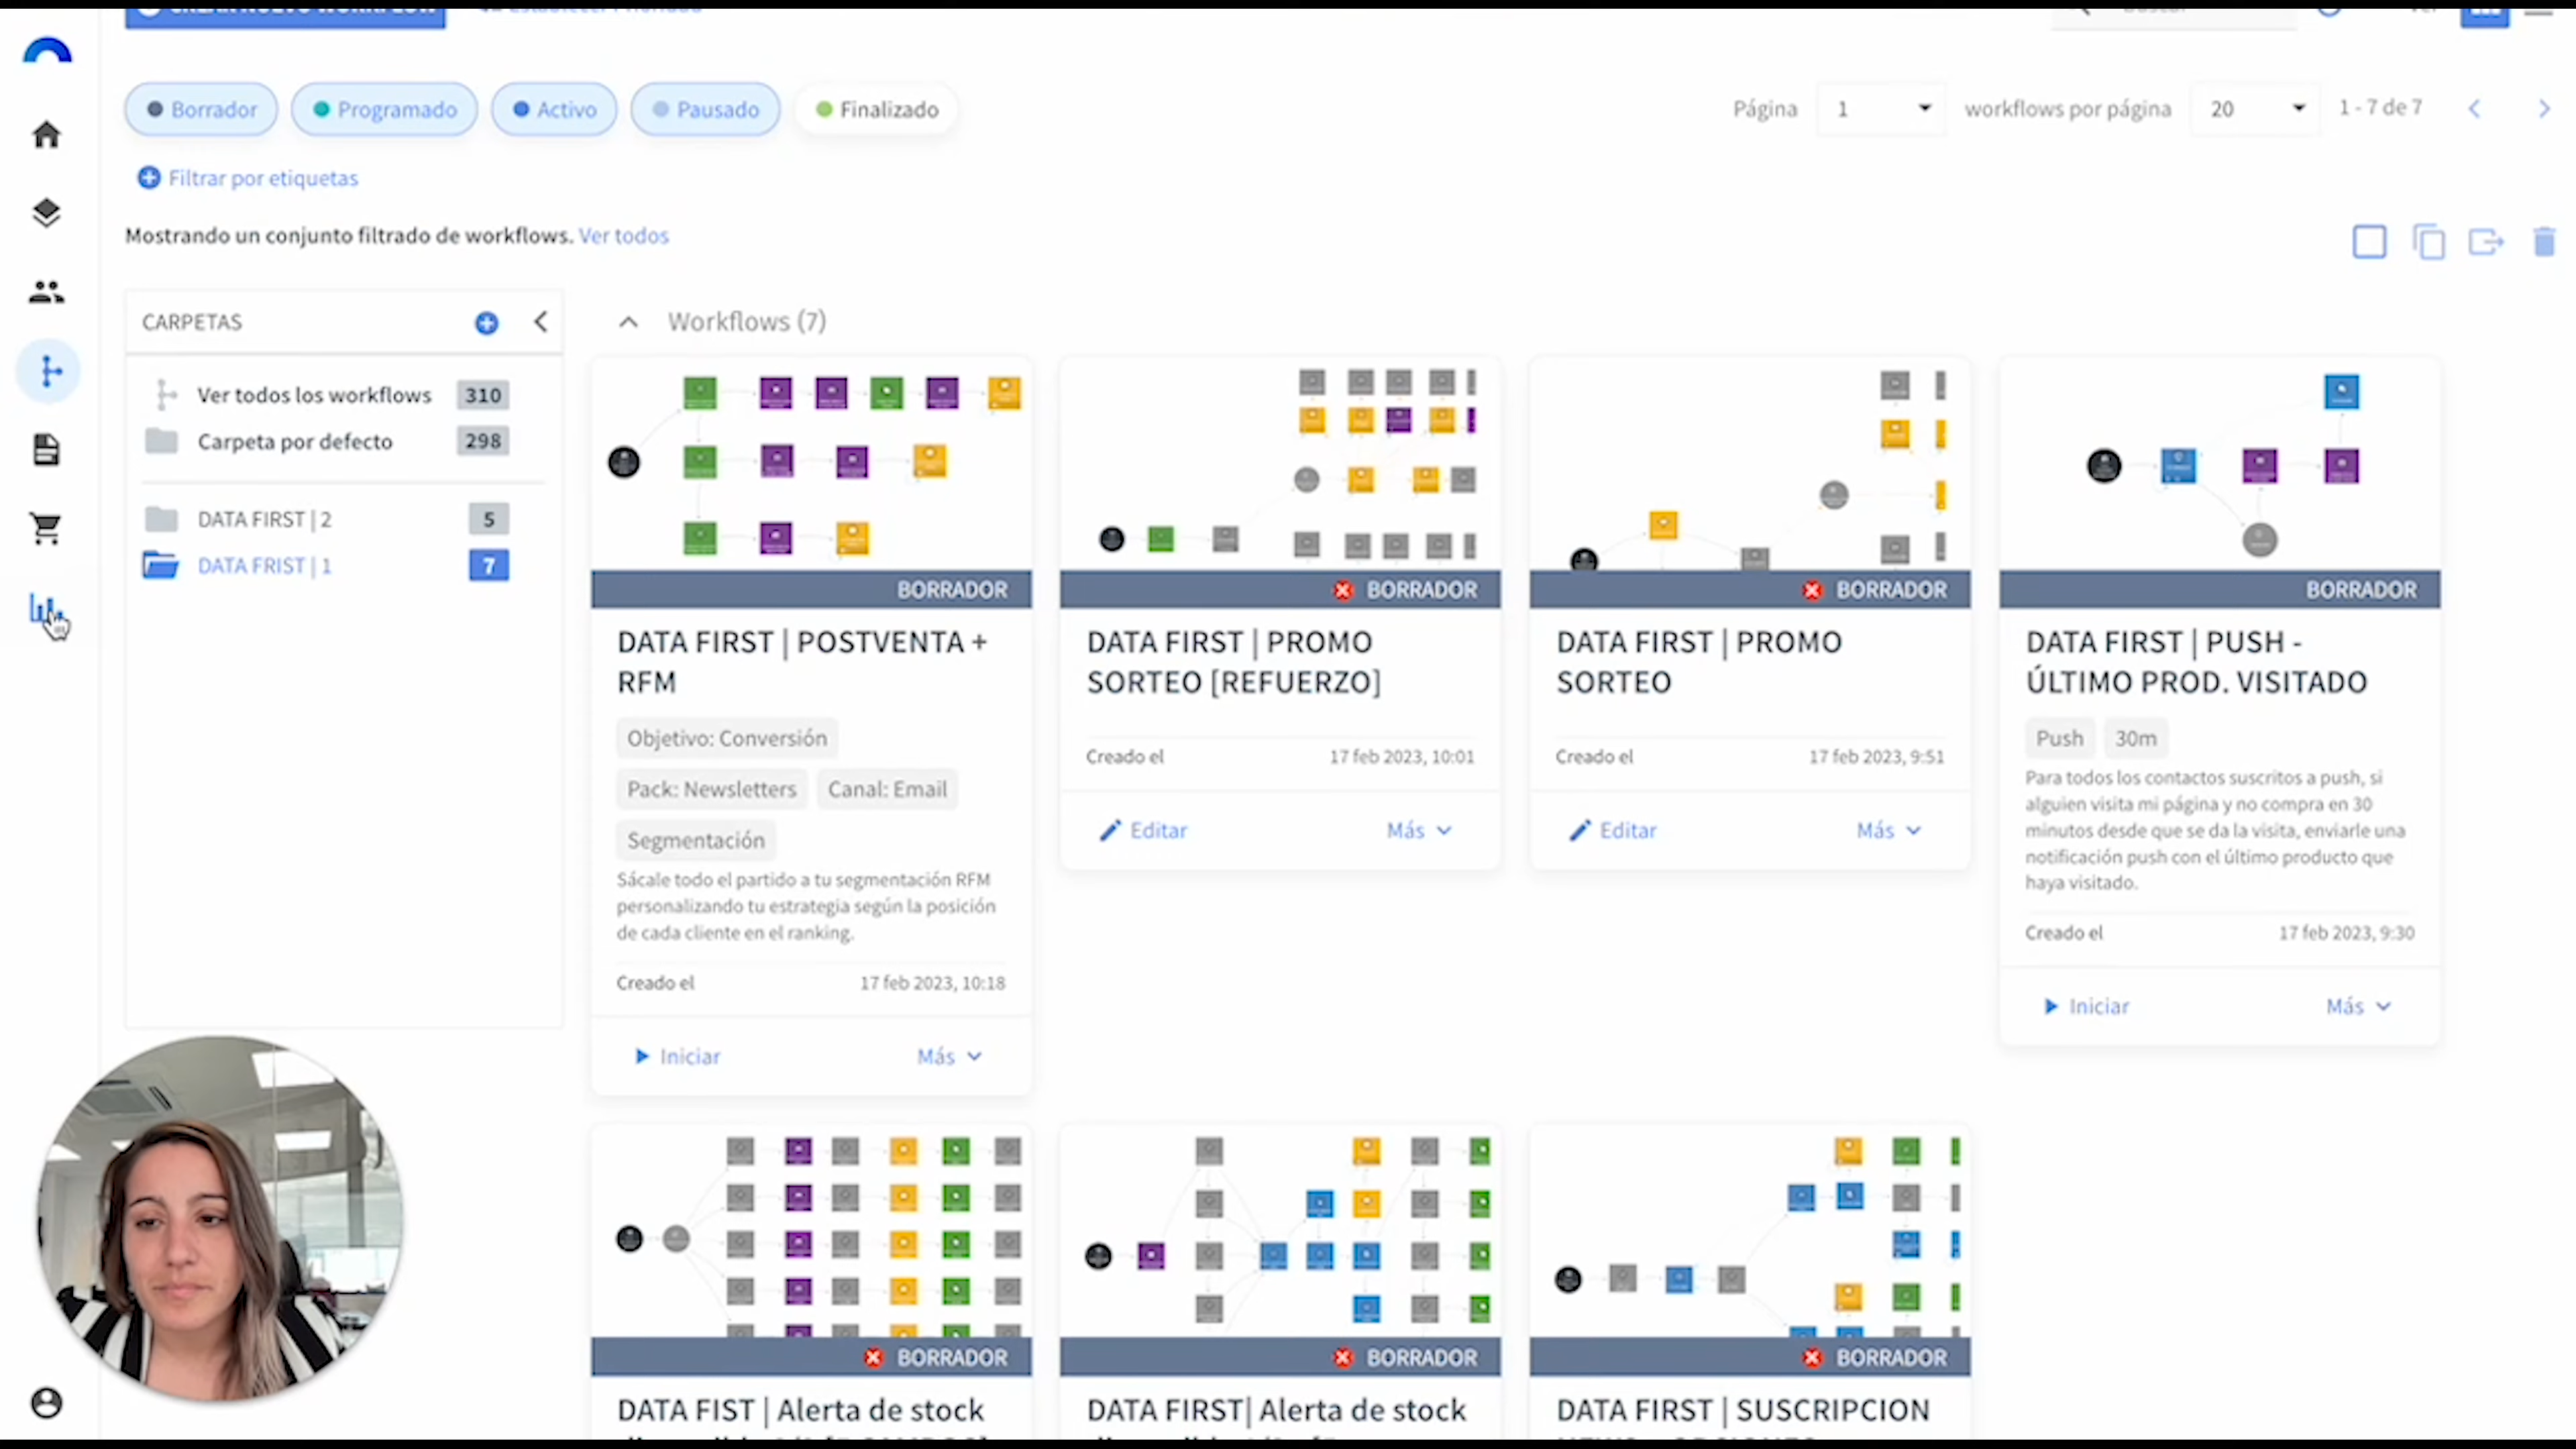 Borrador
Programado
Activo
Pausado
Finalizado
Página
1
workflows por página
20
1 - 7 de 7
Filtrar por etiquetas
Mostrando un conjunto filtrado de workflows. Ver todos
CARPETAS
Ver todos los workflows
310
Carpeta por defecto
298
DATA FIRST | 2
5
DATA FRIST | 1
7
Workflows (7)
BORRADOR
DATA FIRST | POSTVENTA +
RFM
Objetivo: Conversión
Pack: Newsletters
Canal: Email
Segmentación
Sácale todo el partido a tu segmentación RFM
personalizando tu estrategia según la posición
de cada cliente en el ranking.
Creado el
17 feb 2023, 10:18
Iniciar
Más
BORRADOR
DATA FIRST | PROMO
SORTEO [REFUERZO]
Creado el
17 feb 2023, 10:01
Editar
Más
BORRADOR
DATA FIRST | PROMO
SORTEO
Creado el
17 feb 2023, 9:51
Editar
Más
BORRADOR
DATA FIRST | PUSH -
ÚLTIMO PROD. VISITADO
Push
30m
Para todos los contactos suscritos a push, si
alguien visita mi página y no compra en 30
minutos desde que se da la visita, enviarle una
notificación push con el último producto que
haya visitado.
Creado el
17 feb 2023, 9:30
Iniciar
Más
BORRADOR
DATA FIST | Alerta de stock
BORRADOR
DATA FIRST| Alerta de stock
BORRADOR
DATA FIRST | SUSCRIPCION